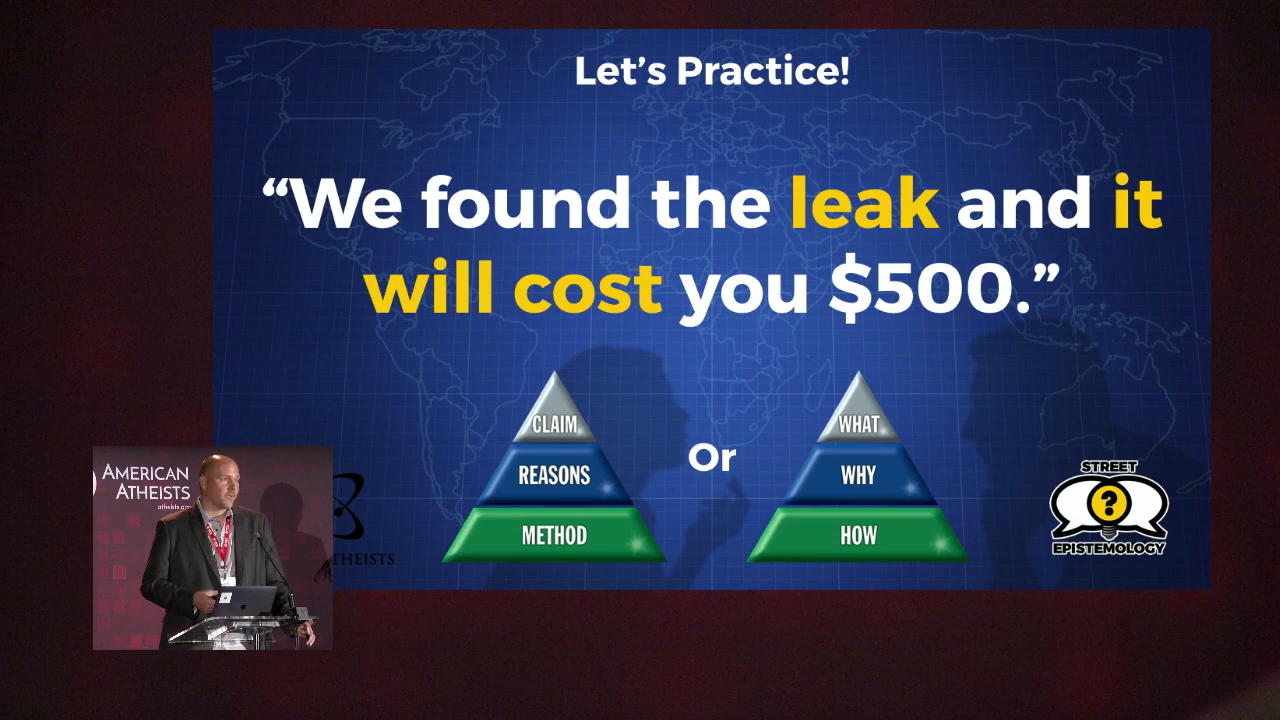 Let's Practice!
“We found the leak and it
will cost you $500.”
CLAIM
REASONS
METHOD
Or
WHAT
WHY
HOW
STREET
?
EPISTEMOLOGY
AMERICAN
ATHEISTS